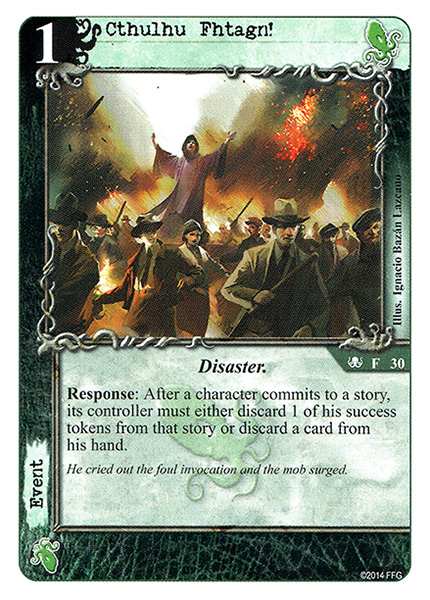 1
Cthulhu Fhtagn!
Illus. Ignacio Bazán Lazcano
Disaster.
F 30
Response: After a character commits to a story,
its controller must either discard 1 of his success
tokens from that story or discard a card from
his hand.
He cried out the foul invocation and the mob surged.
Event
©2014 FFG